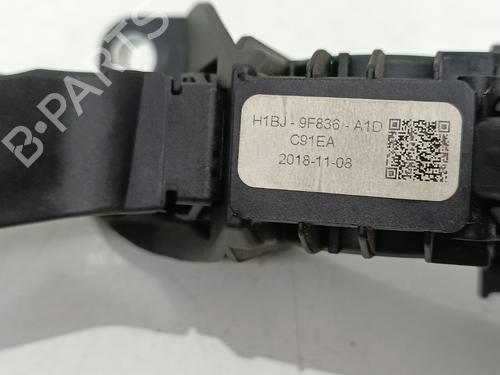 B-PARTS
H1BJ - 9F836 - A1D
C91EA
2018-11-08